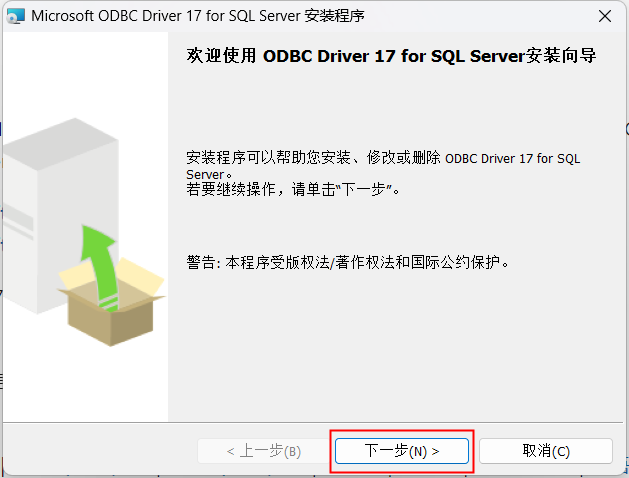 Microsoft ODBC Driver 17 for SQL Server 安装程序
欢迎使用 ODBC Driver 17 for SQL Server安装向导
安装程序可以帮助您安装、修改或删除 ODBC Driver 17 for SQL
Server。
若要继续操作，请单击“下一步”。
警告: 本程序受版权法/著作权法和国际公约保护。
< 上一步(B)
下一步(N) >
取消(C)